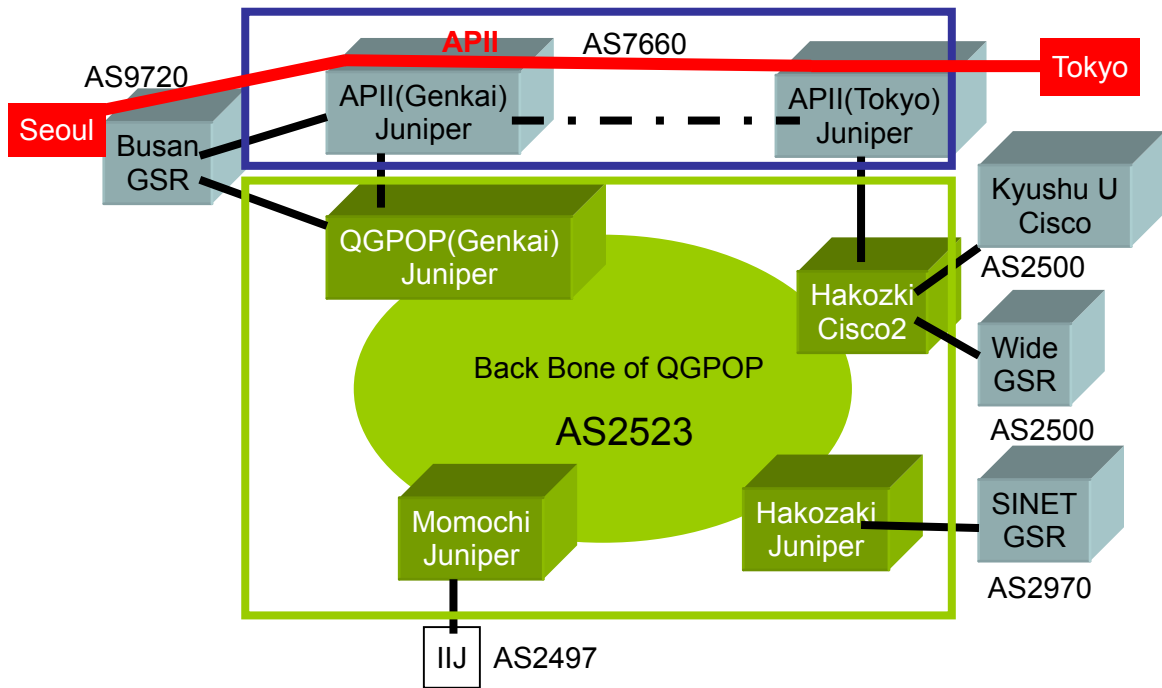 APII
AS7660
AS9720
Tokyo
Seoul
APII(Genkai)
Juniper
APII(Tokyo)
Juniper
Busan
GSR
Kyushu U
Cisco
QGPOP(Genkai)
Juniper
AS2500
Hakozki
Cisco2
Wide
GSR
Back Bone of QGPOP
AS2523
AS2500
Momochi
Juniper
Hakozaki
Juniper
SINET
GSR
AS2970
IIJ
AS2497